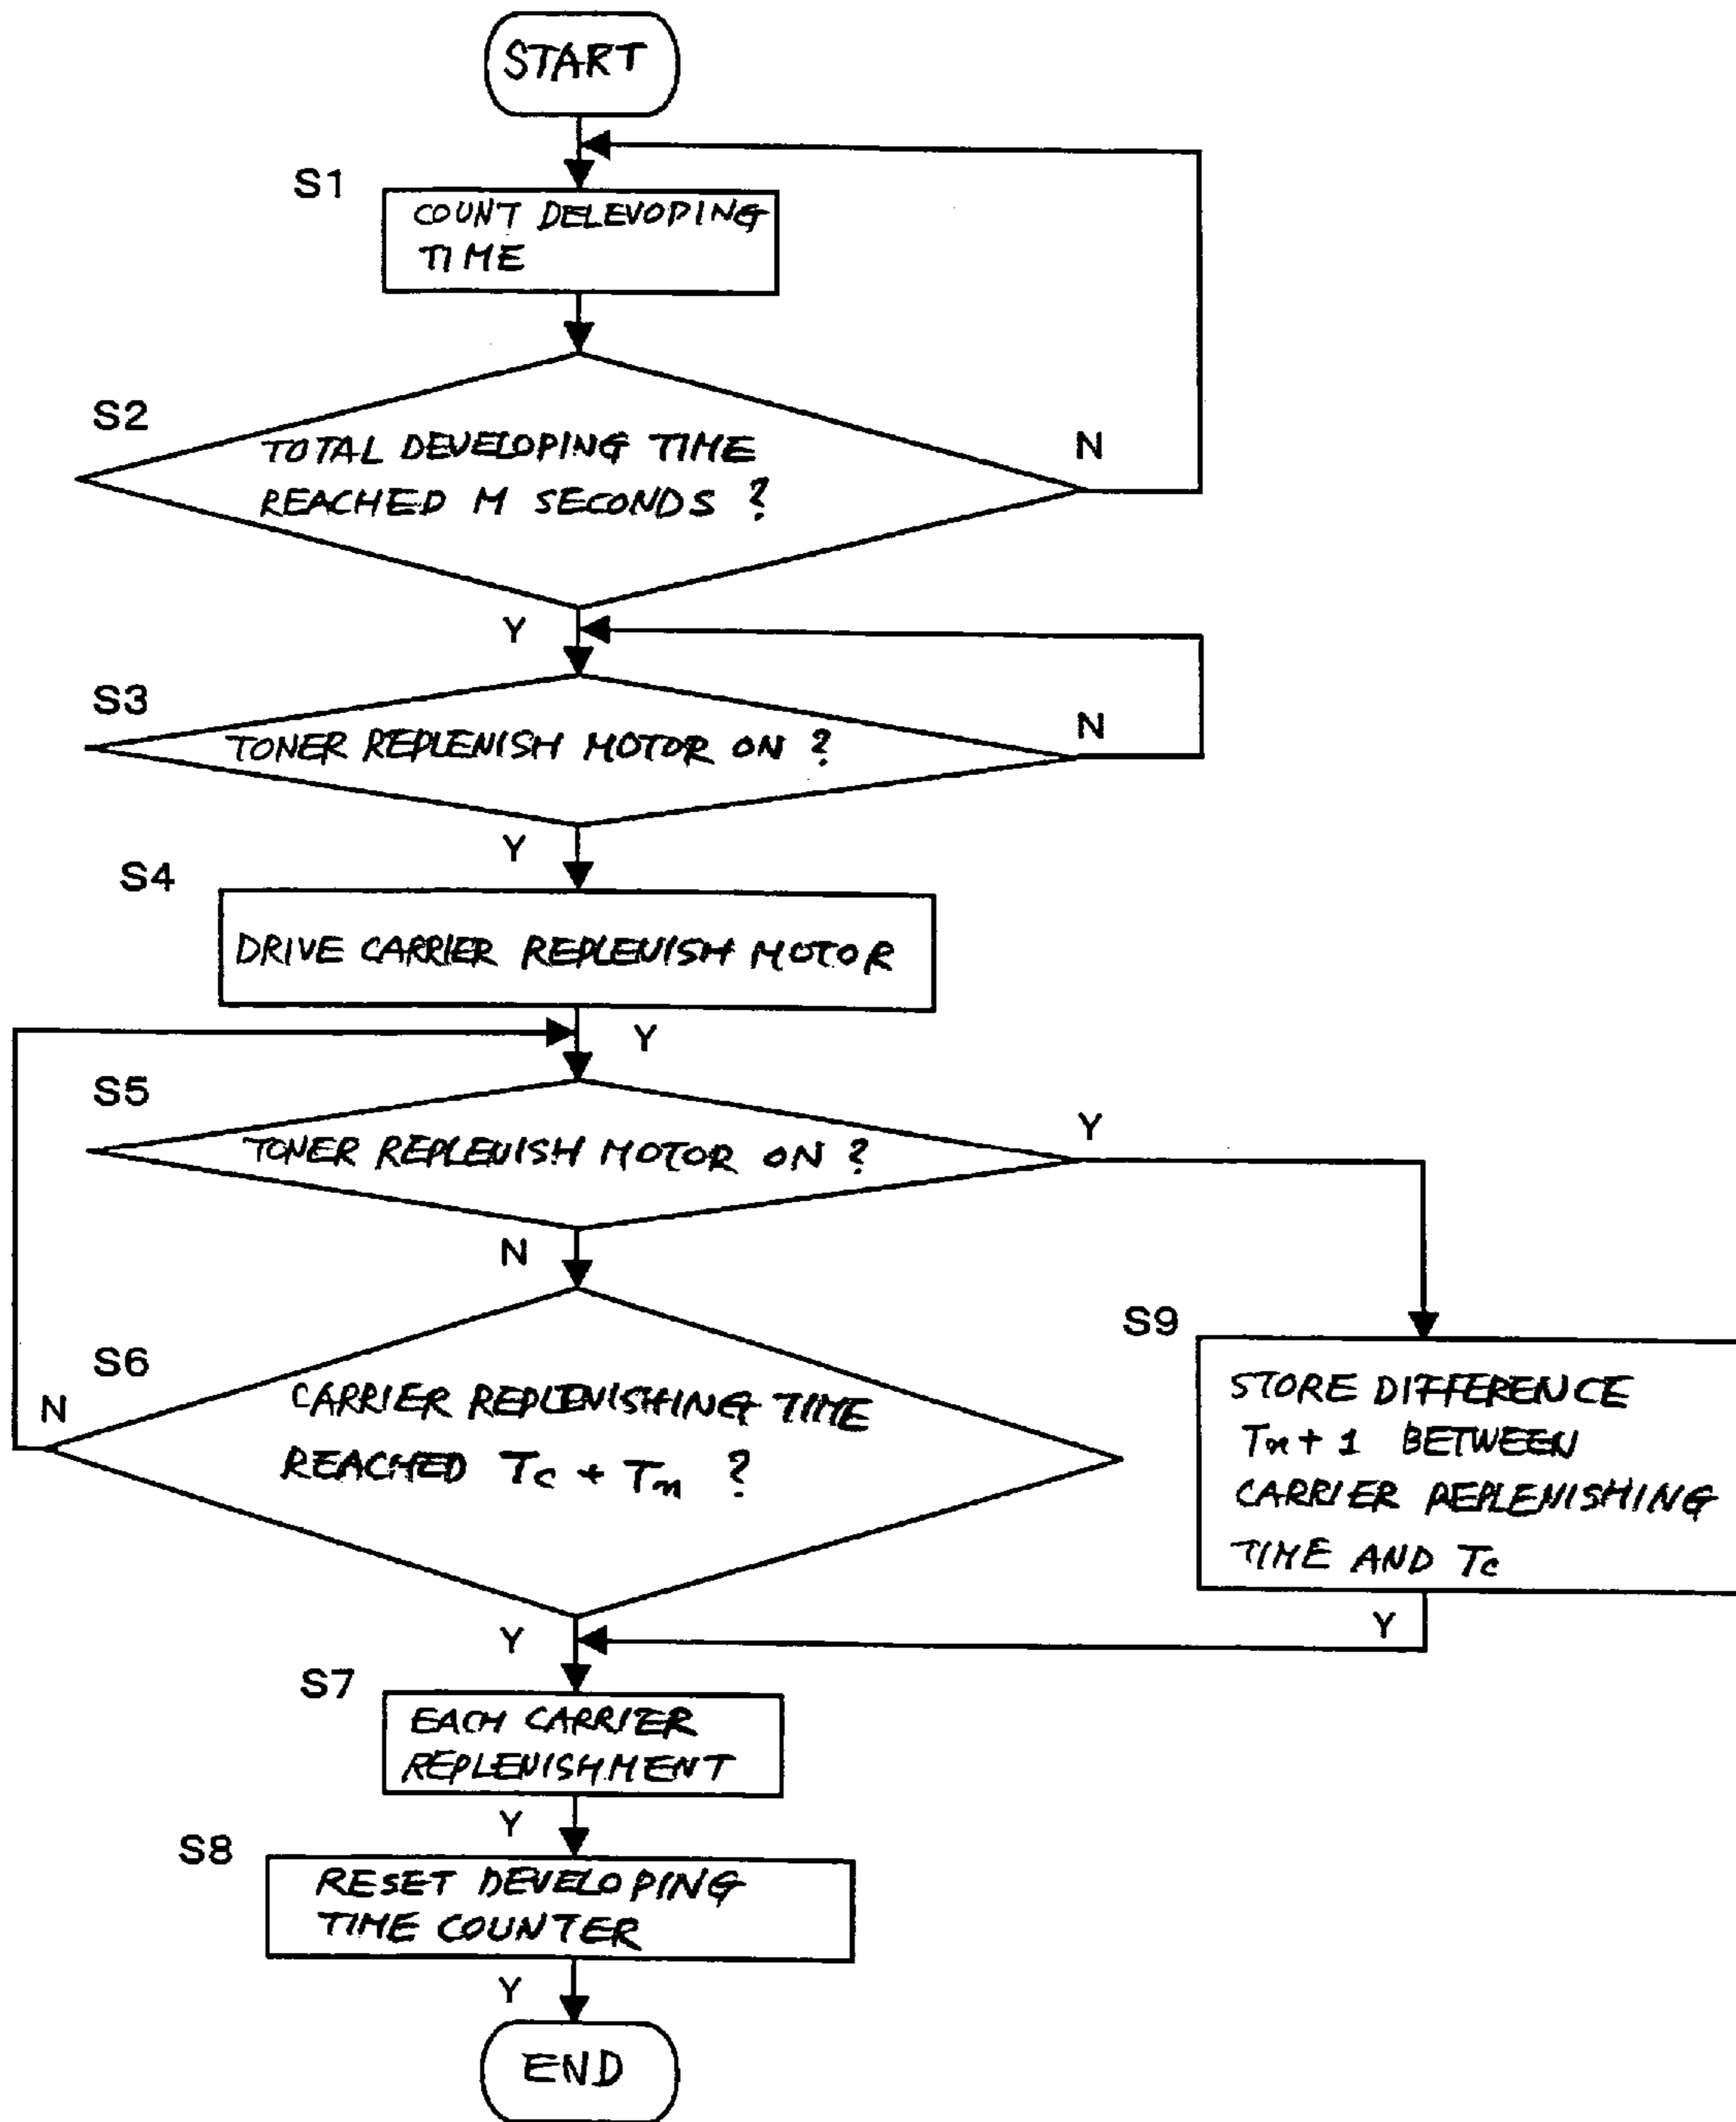 START
S1
COUNT DELEVOPING
TIME
S2
TOTAL DEVELOPING TIME
REACHED M SECONDS ?
N
Y
S3
TONER REPLENISH MOTOR ON ?
N
Y
S4
DRIVE CARRIER REPLENISH MOTOR
Y
S5
TONER REPLENISH MOTOR ON ?
Y
N
S6
CARRIER REPLENISHING TIME
REACHED Tc + Tn ?
N
Y
S9
STORE DIFFERENCE
Tn + 1 BETWEEN
CARRIER REPLENISHING
TIME AND Tc
Y
S7
EACH CARRIER
REPLENISHMENT
Y
S8
RESET DEVELOPING
TIME COUNTER
Y
END